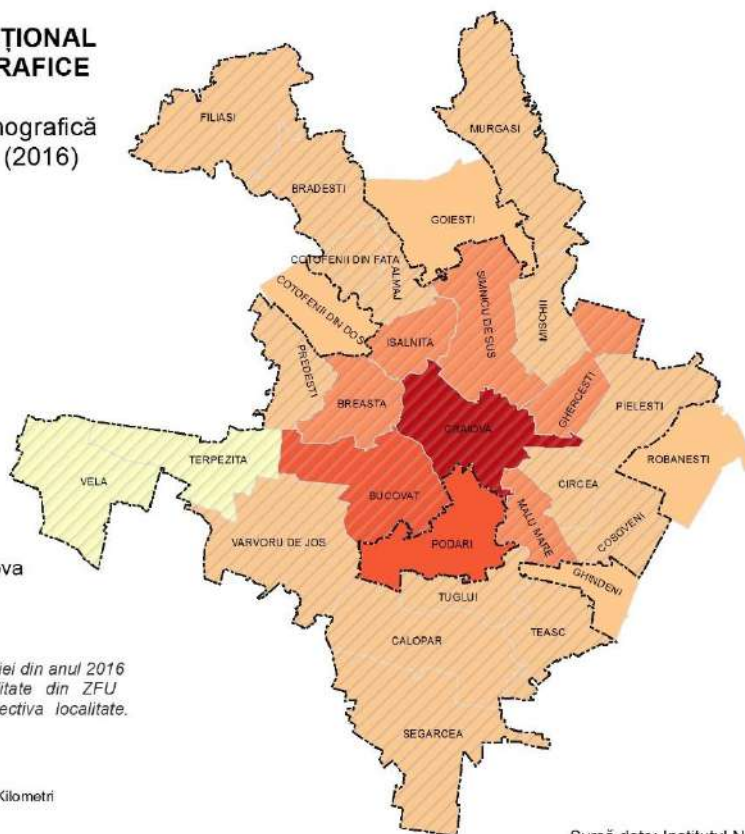 ȚIONAL
RAFICE
nografică
(2016)
FILIASI
MURGASI
BRADESTI
GOIESTI
COTOFENII DIN FATA
ALMAJ
SIMNICU DE SUS
COTOFENII DIN DOS
MISCHII
ISALNITA
PREDESTI
GHERCESTI
PIELESTI
BREASTA
CRAIOVA
ROBANESTI
TERPEZITA
VELA
CIRCEA
BUCOVAT
MALU MARE
COSOVENI
VARVORU DE JOS
PODARI
GHINDENI
va
TUGLUI
TEASC
CALOPAR
iei din anul 2016
itate din ZFU
ectiva localitate.
SEGARCEA
Kilometri